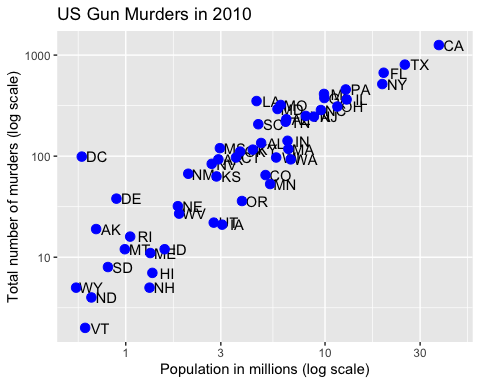 US Gun Murders in 2010
Total number of murders (log scale)
1000
100
10
CA
TX
FL
NY
PA
IL
OH
NC
NJ
LA
MO
SC
AL
IN
MA
WA
DC
MS
NV
NM
KS
CO
MN
OR
DE
NE
WV
UT
IA
AK
RI
MT
ME
ID
SD
HI
WY
NH
ND
VT
1
3
10
30
Population in millions (log scale)